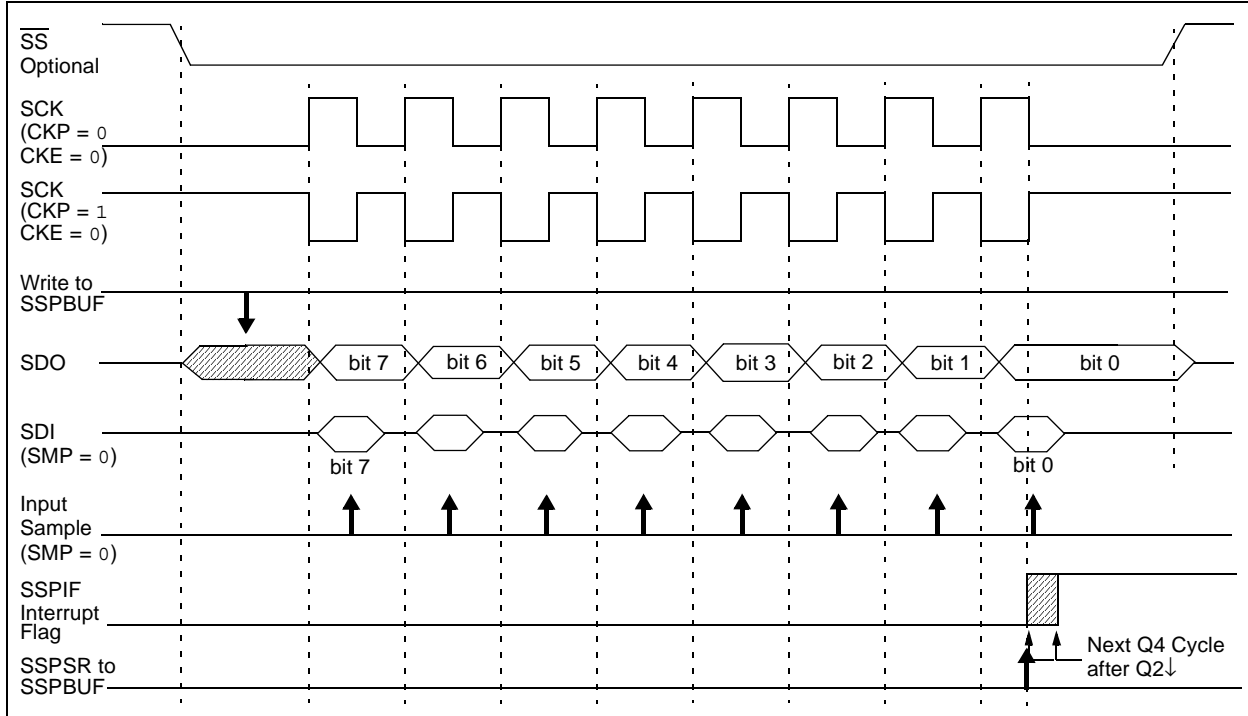 SS
Optional
SCK
(CKP = 0
CKE = 0)
SCK
(CKP = 1
CKE = 0)
Write to
SSPBUF
SDO
bit 7
bit 6
bit 5
bit 4
bit 3
bit 2
bit 1
bit 0
SDI
(SMP = 0)
bit 7
bit 0
Input
Sample
(SMP = 0)
SSPIF
Interrupt
Flag
Next Q4 Cycle
after Q2↓
SSPSR to
SSPBUF